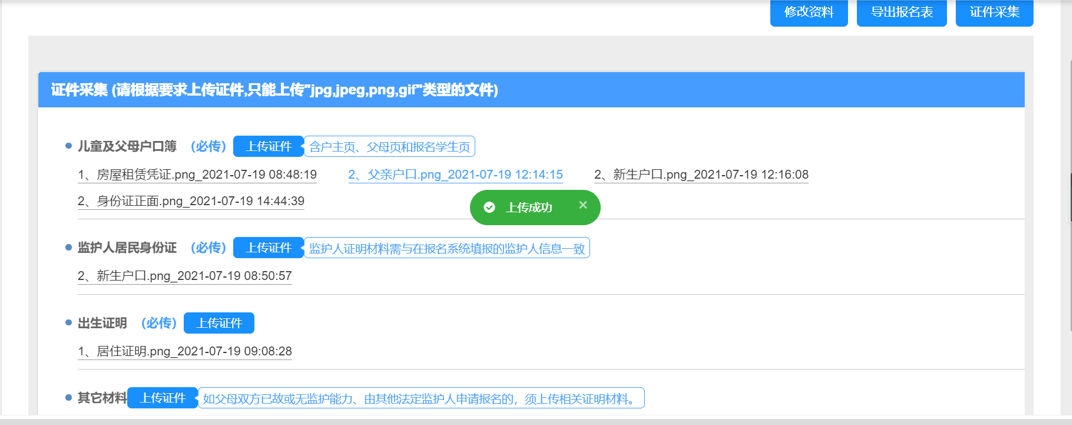 修改资料 导出报名表 证件采集
证件采集 (请根据要求上传证件,只能上传"jpg,jpeg,png,gif"类型的文件)
儿童及父母户口簿 （必传） 上传证件 含户主页、父母页和报名学生页
1、房屋租赁凭证.png_2021-07-19 08:48:19 2、父亲户口.png_2021-07-19 12:14:15 2、新生户口.png_2021-07-19 12:16:08
2、身份证正面.png_2021-07-19 14:44:39
上传成功
监护人居民身份证 （必传） 上传证件 监护人证明材料需与在报名系统填报的监护人信息一致
2、新生户口.png_2021-07-19 08:50:57
出生证明 （必传） 上传证件
1、居住证明.png_2021-07-19 09:08:28
其它材料 上传证件 如父母双方已故或无监护能力、由其他法定监护人申请报名的，须上传相关证明材料。